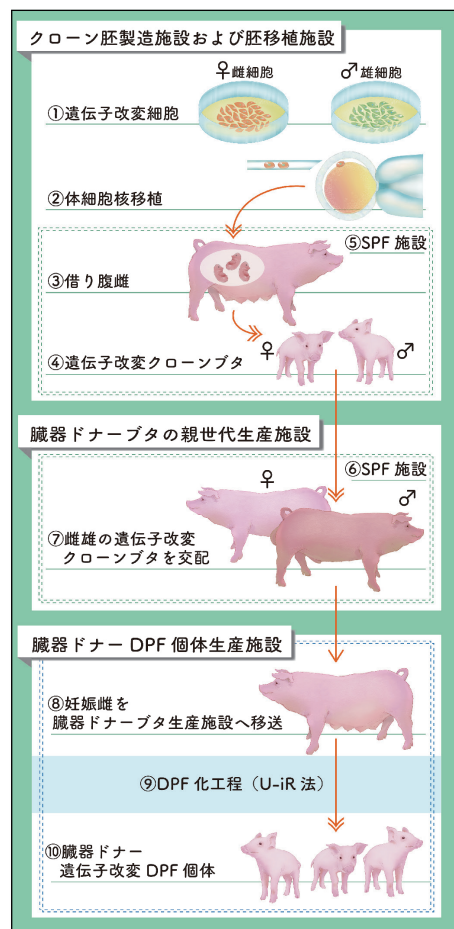 クローン胚製造施設および胚移植施設
♀雌細胞
♂雄細胞
①遺伝子改変細胞
②体細胞核移植
⑤SPF 施設
③借り腹雌
④遺伝子改変クローンブタ
♀
♂
臓器ドナーブタの親世代生産施設
⑥SPF 施設
♀
♂
⑦雌雄の遺伝子改変
クローンブタを交配
臓器ドナー DPF 個体生産施設
⑧妊娠雌を
臓器ドナーブタ生産施設へ移送
⑨DPF 化工程（U-iR 法）
⑩臓器ドナー
遺伝子改変 DPF 個体